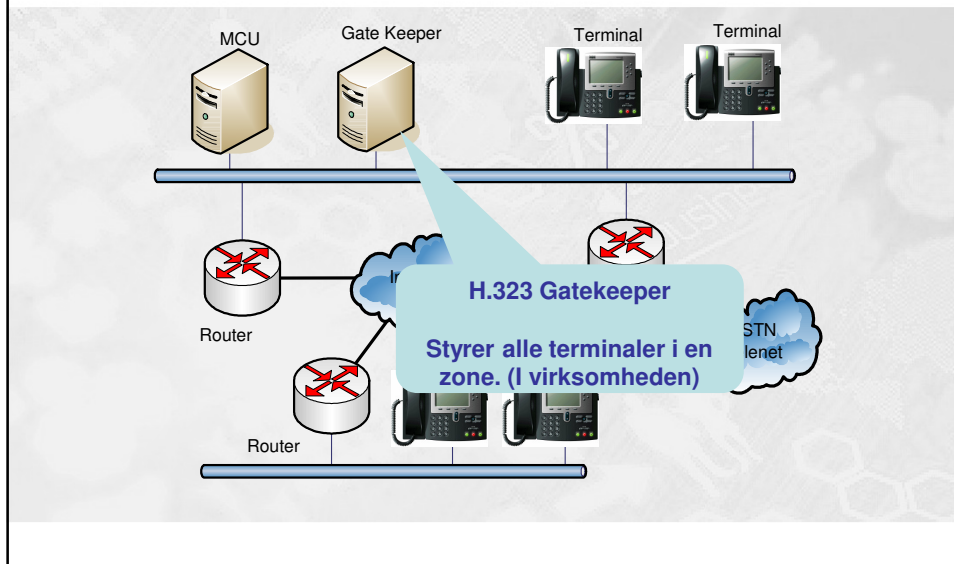 MCU
Gate Keeper
Terminal
Terminal
H.323 Gatekeeper
Styrer alle terminaler i en
zone. (I virksomheden)
Router
Router